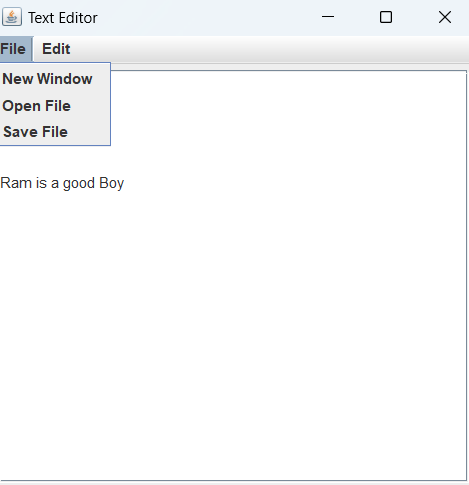 Text Editor
File Edit
New Window
Open File
Save File
Ram is a good Boy